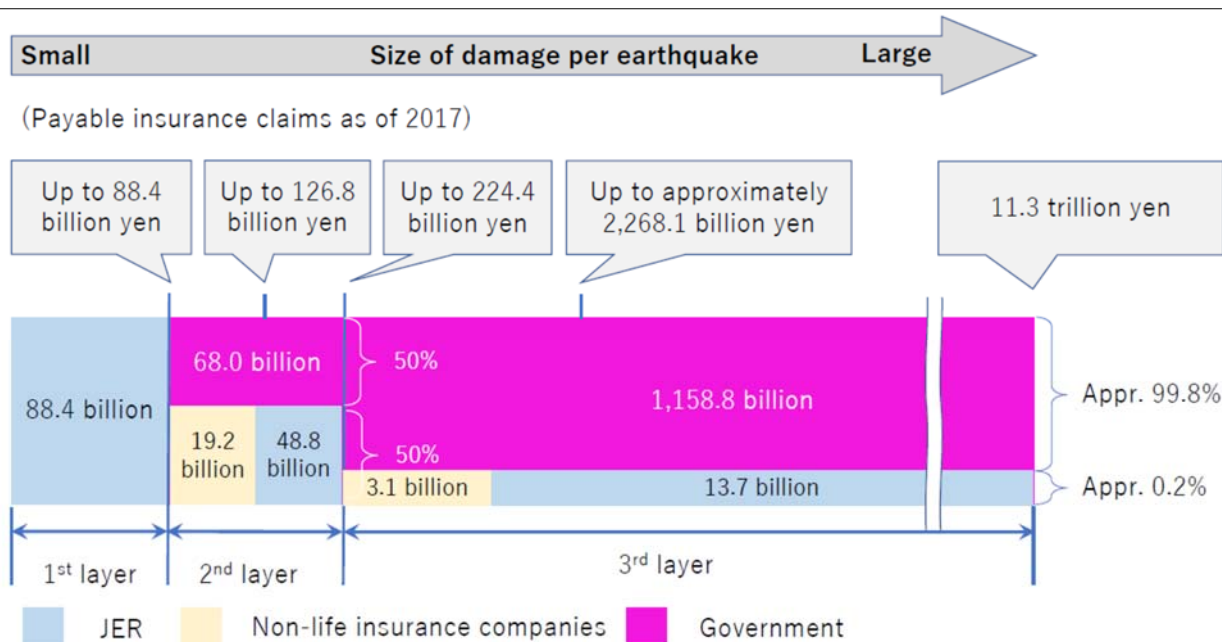 Small Size of damage per earthquake Large
(Payable insurance claims as of 2017)
Up to 88.4
billion yen
Up to 126.8
billion yen
Up to 224.4
billion yen
Up to approximately
2,268.1 billion yen
11.3 trillion yen
88.4 billion
68.0 billion
50%
19.2
billion
48.8
billion
50%
1,158.8 billion
3.1 billion
13.7 billion
Appr. 99.8%
Appr. 0.2%
1st layer
2nd layer
3rd layer
JER
Non-life insurance companies
Government